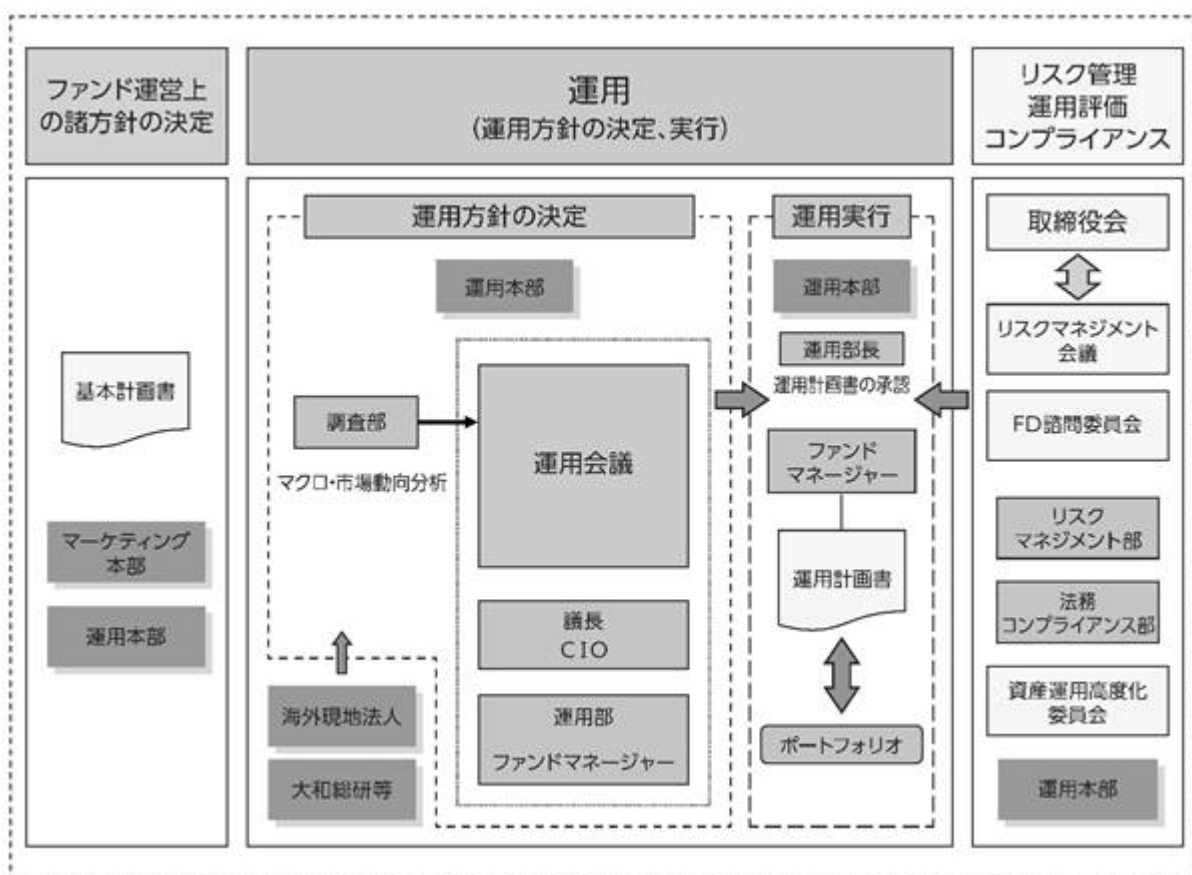 ファンド運営上
の諸方針の決定
運用
(運用方針の決定、実行)
リスク管理
運用評価
コンプライアンス
基本計画書
マーケティング
本部
運用本部
運用方針の決定
運用本部
調査部
マクロ・市場動向分析
運用会議
議長
CIO
運用部
ファンドマネージャー
海外現地法人
大和総研等
運用実行
運用本部
運用部長
運用計画書の承認
ファンド
マネージャー
運用計画書
ポートフォリオ
取締役会
リスクマネジメント
会議
FD諮問委員会
リスク
マネジメント部
法務
コンプライアンス部
資産運用高度化
委員会
運用本部